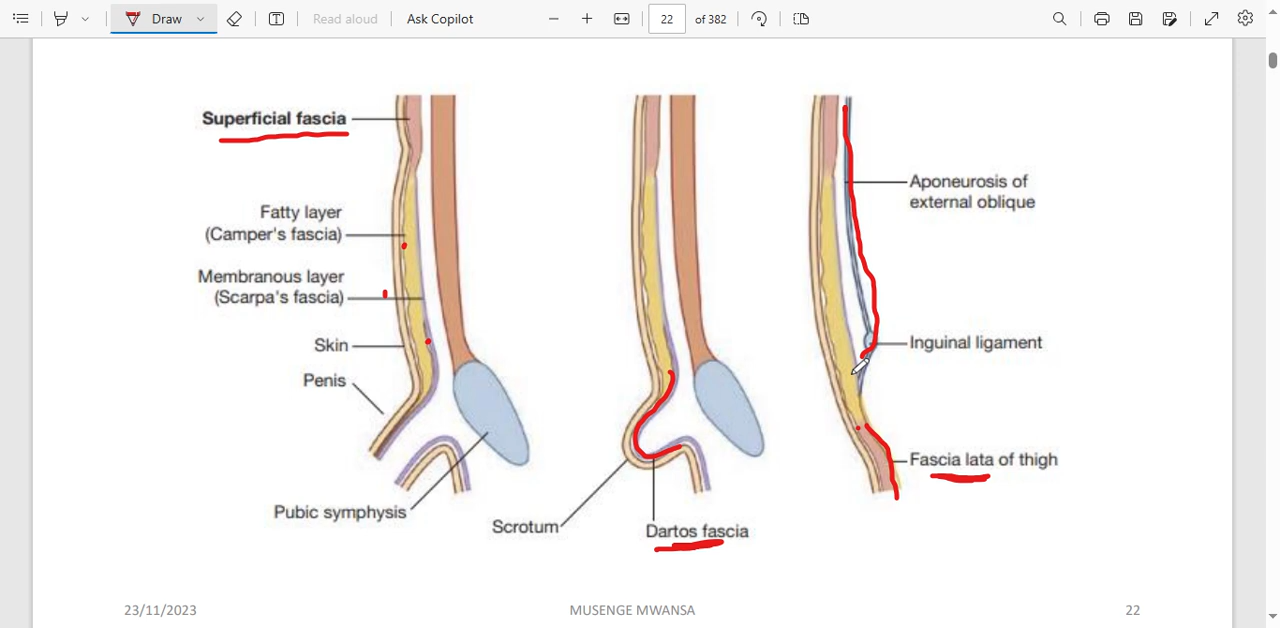 Draw
Read aloud
Ask Copilot
22
of 382
Superficial fascia
Fatty layer
(Camper's fascia)
Membranous layer
(Scarpa's fascia)
Skin
Penis
Pubic symphysis
Scrotum
Dartos fascia
Aponeurosis of
external oblique
Inguinal ligament
Fascia lata of thigh
23/11/2023
MUSENGE MWANSA
22